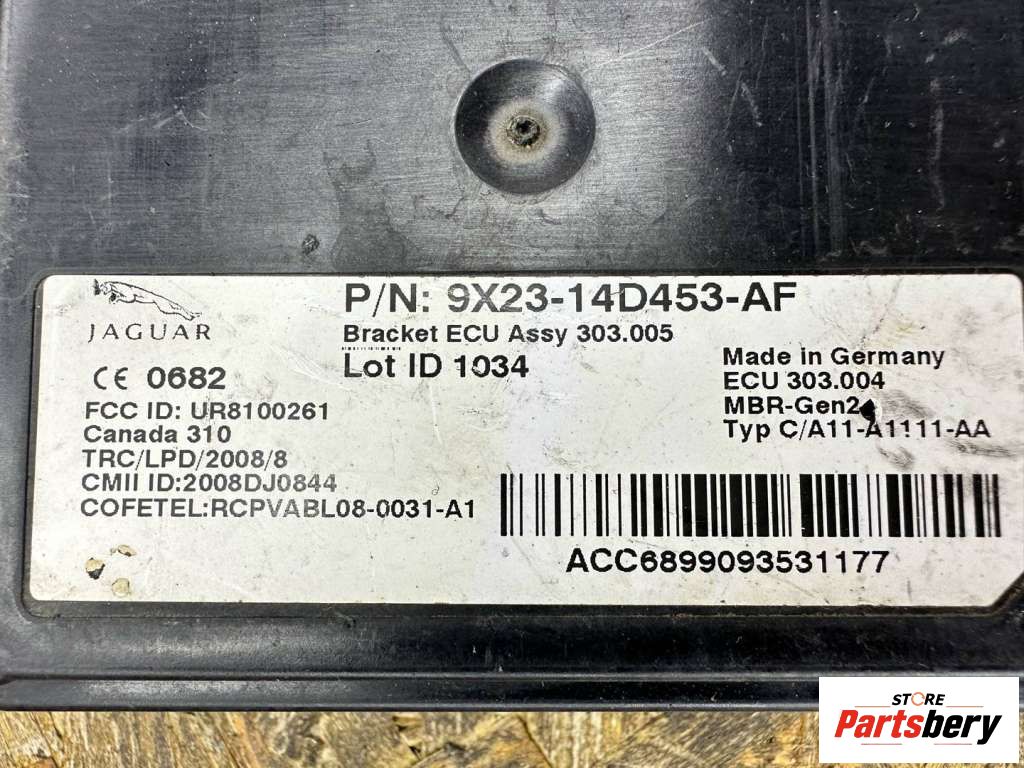 JAGUAR
P/N: 9X23-14D453-AF
Bracket ECU Assy 303.005
Lot ID 1034
CE 0682
FCC ID: UR8100261
Canada 310
TRC/LPD/2008/8
CMII ID:2008DJ0844
COFETEL:RCPVABL08-0031-A1
Made in Germany
ECU 303.004
MBR-Gen2
Typ C/A11-A1111-AA
ACC6899093531177
STORE
Partsbery